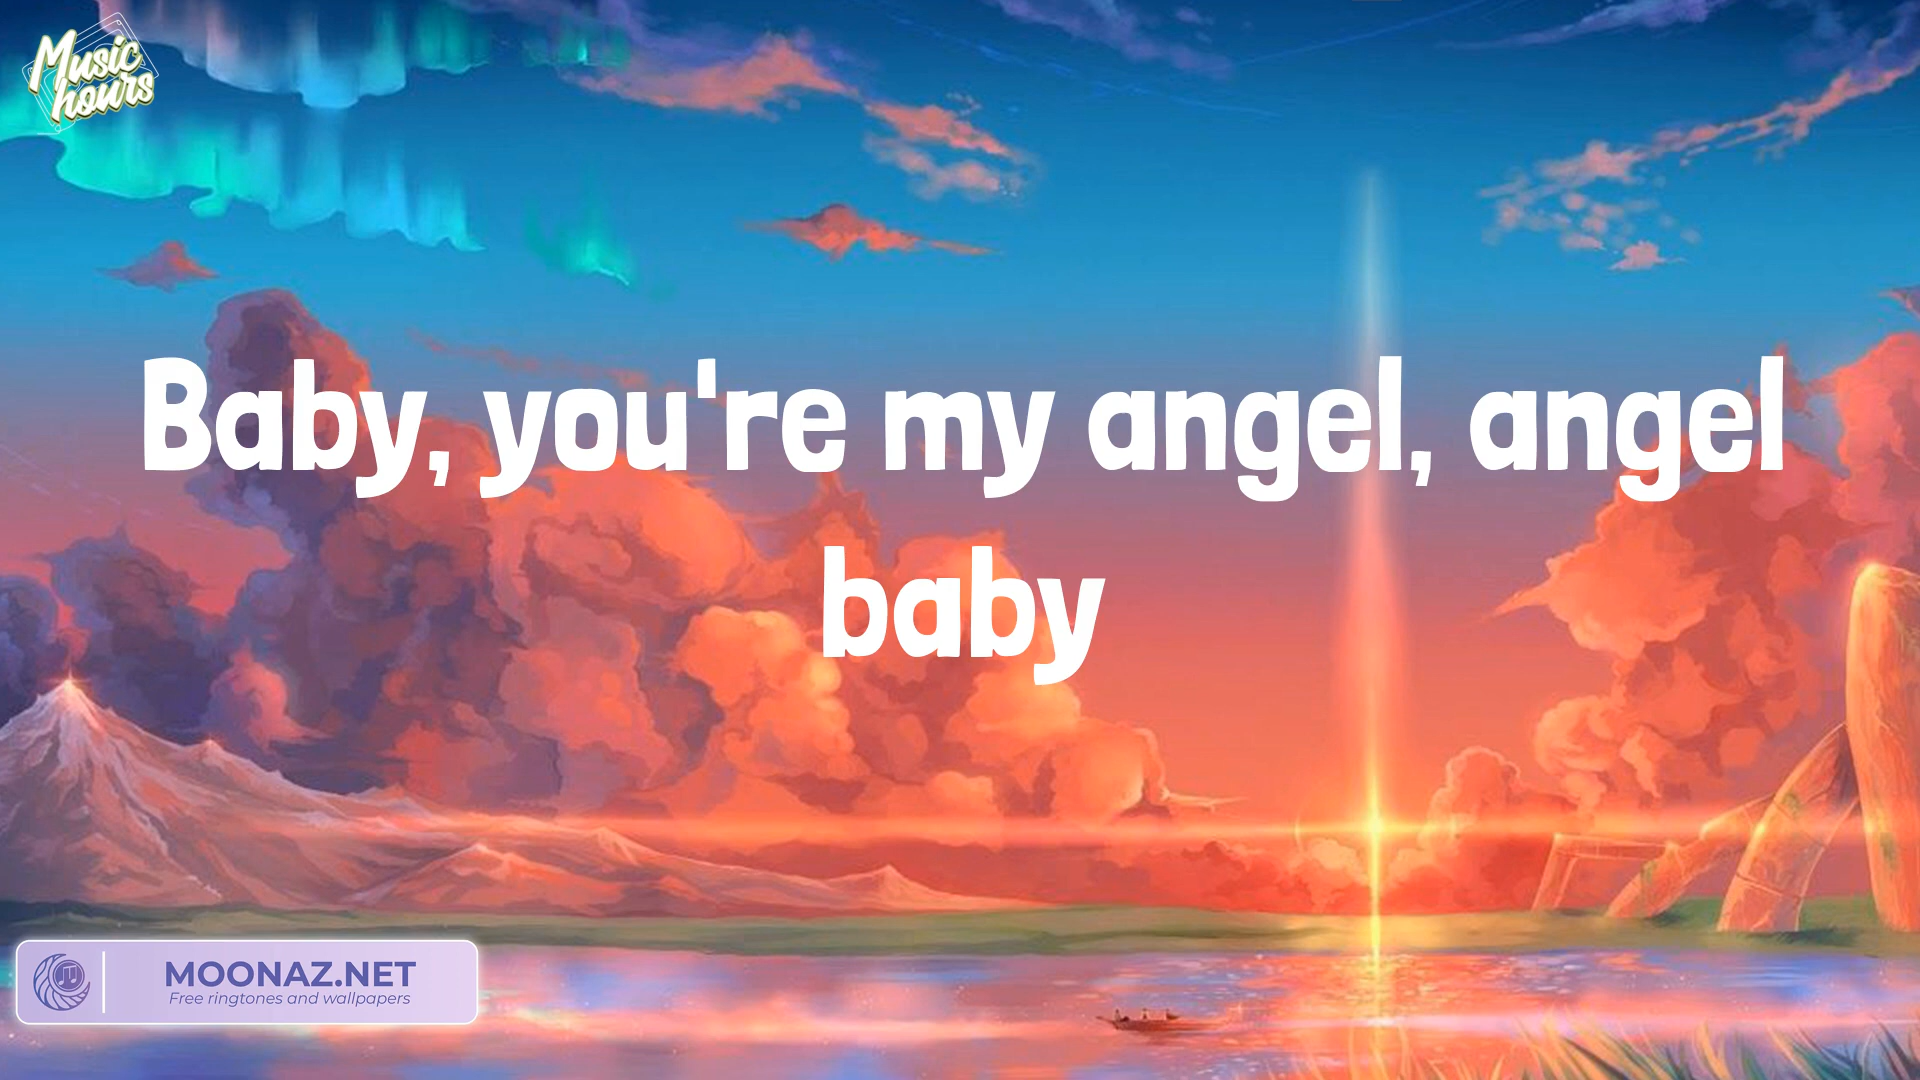 Music
hours
Baby, you're my angel, angel
baby
MOONAZ.NET
Free ringtones and wallpapers